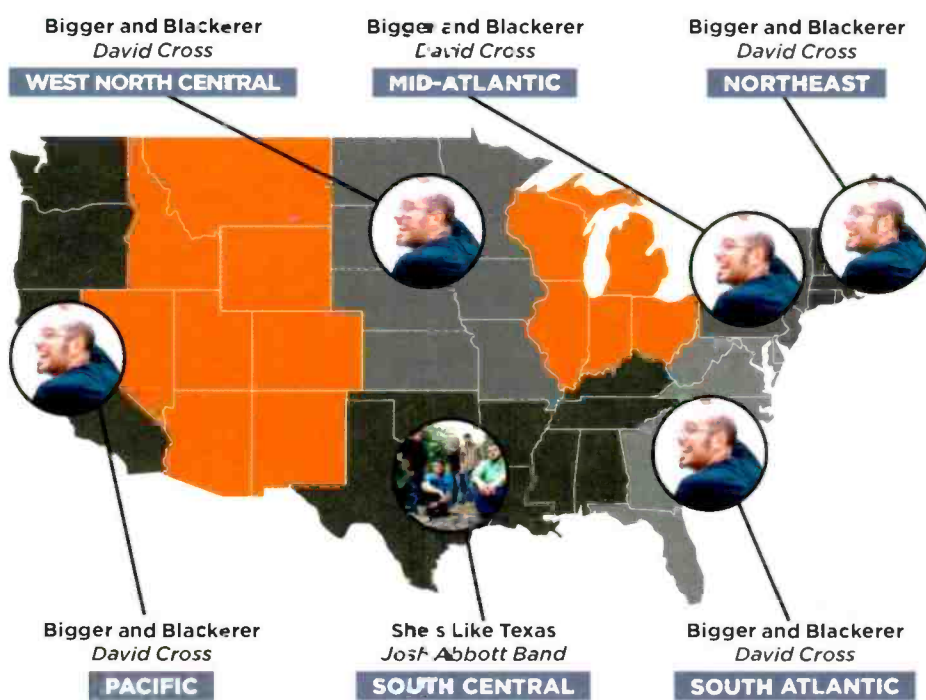 Bigger and Blackerer
David Cross
WEST NORTH CENTRAL
Bigger and Blackerer
David Cross
MID-ATLANTIC
Bigger and Blackerer
David Cross
NORTHEAST
Bigger and Blackerer
David Cross
PACIFIC
She s Like Texas
Josh Abbott Band
SOUTH CENTRAL
Bigger and Blackerer
David Cross
SOUTH ATLANTIC